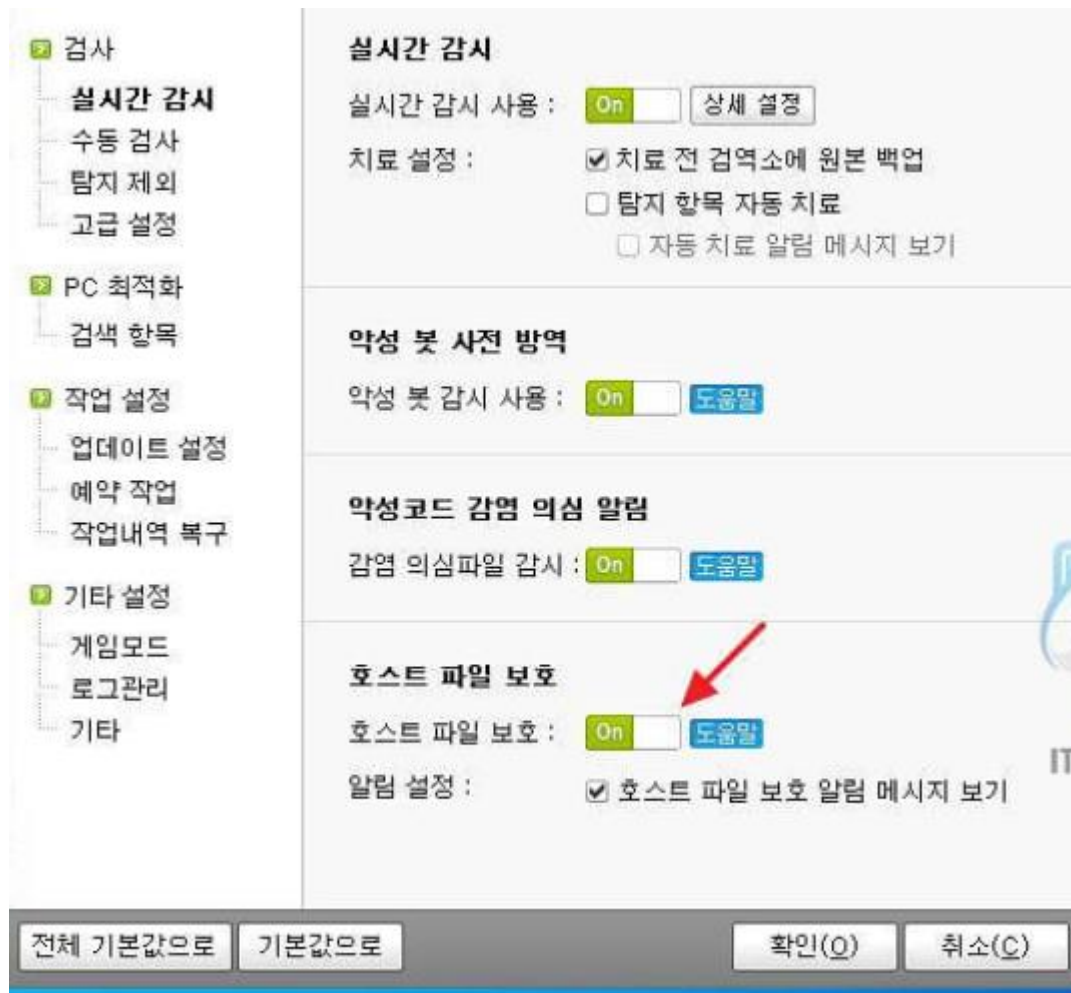 검사
실시간 감시
수동 검사
탐지 제외
고급 설정
PC 최적화
검색 항목
작업 설정
업데이트 설정
예약 작업
작업내역 복구
기타 설정
게임모드
로그관리
기타
실시간 감시
실시간 감시 사용 : On 상세 설정
치료 설정 : 치료 전 검역소에 원본 백업
탐지 항목 자동 치료
자동 치료 알림 메시지 보기
악성 봇 사전 방역
악성 봇 감시 사용 : On 도움말
악성코드 감염 의심 알림
감염 의심파일 감시 : On 도움말
호스트 파일 보호
호스트 파일 보호 : On 도움말
알림 설정 : 호스트 파일 보호 알림 메시지 보기
IT
전체 기본값으로 기본값으로 확인(O) 취소(C)